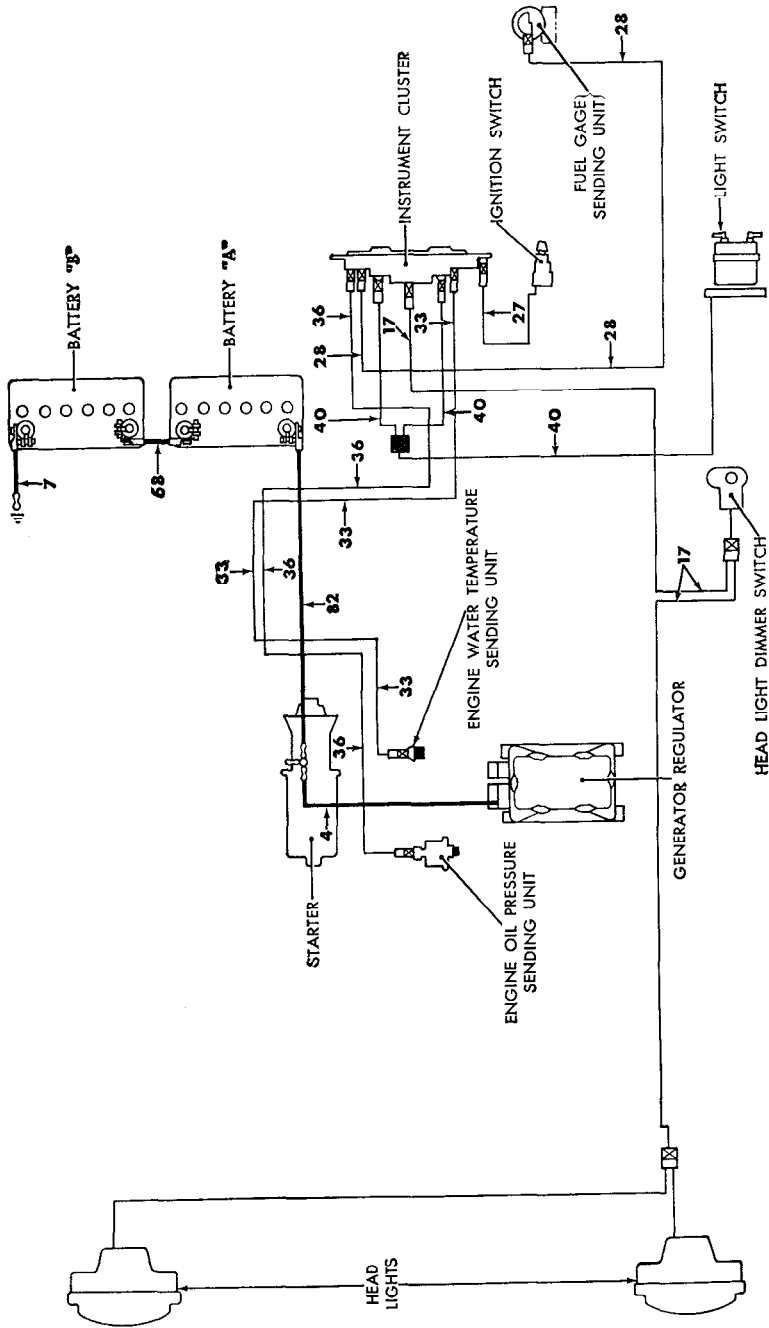 BATTERY "B"
BATTERY "A"
INSTRUMENT CLUSTER
IGNITION SWITCH
FUEL GAGE
SENDING UNIT
LIGHT SWITCH
7
68
36
28
17
33
27
28
28
40
40
40
36
33
33
36
82
33
36
4
17
STARTER
ENGINE WATER TEMPERATURE
SENDING UNIT
ENGINE OIL PRESSURE
SENDING UNIT
GENERATOR REGULATOR
HEAD LIGHT DIMMER SWITCH
HEAD
LIGHTS